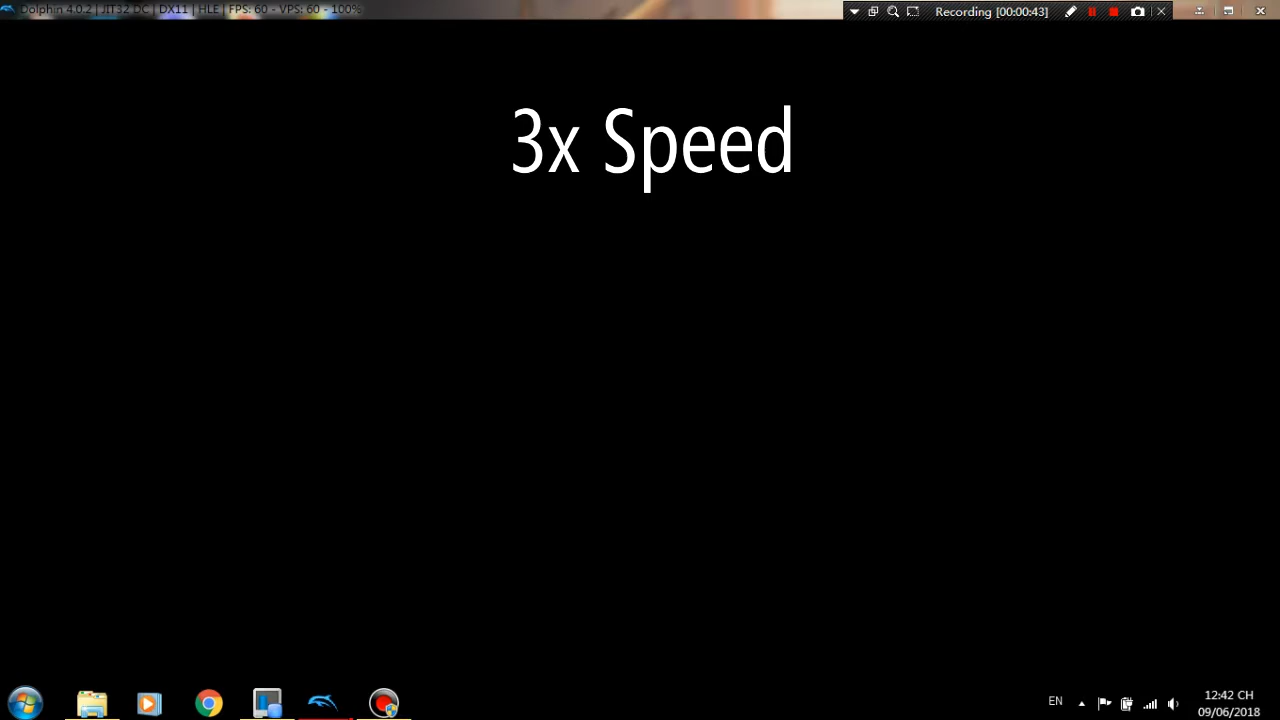 Dolphin 4.0.2 | JIT32 DC | DX11 | HLE | FPS: 60 - VPS: 60 - 100%
Recording [00:00:43]
3x Speed
EN
12:42 CH
09/06/2018